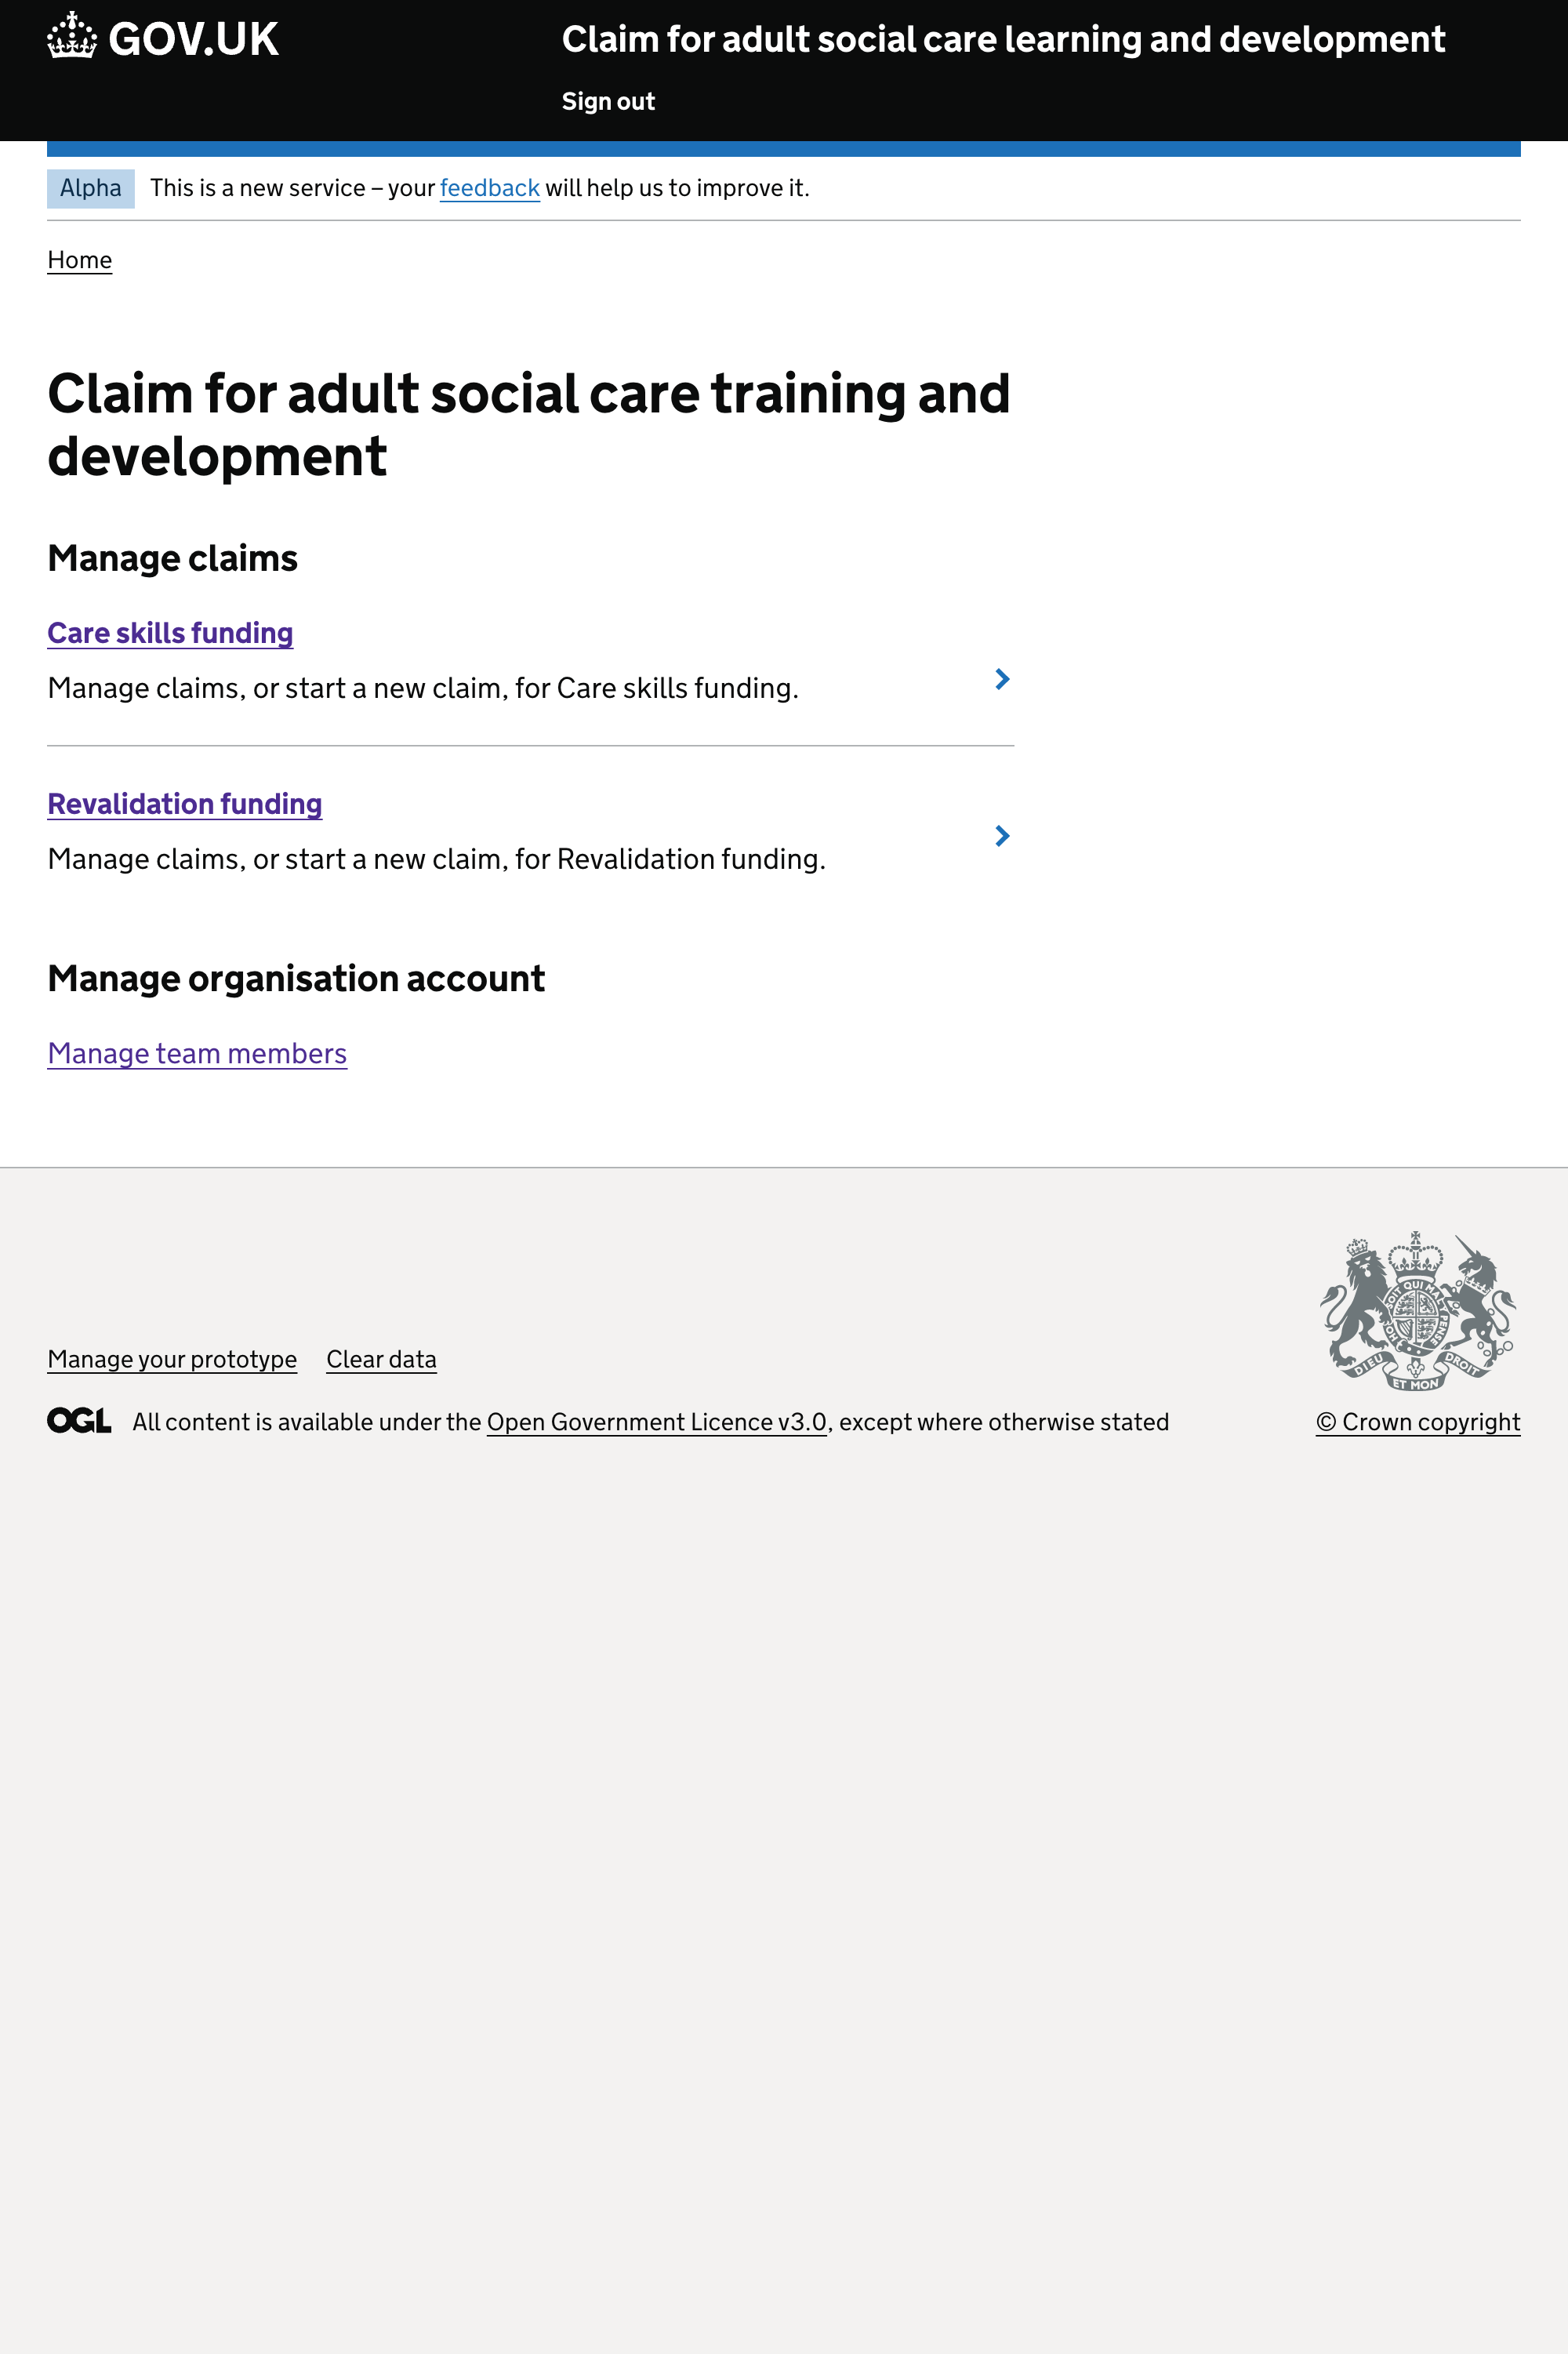 GOV.UK
Claim for adult social care learning and development
Sign out
Alpha
This is a new service – your feedback will help us to improve it.
Home
Claim for adult social care training and
development
Manage claims
Care skills funding
Manage claims, or start a new claim, for Care skills funding.
Revalidation funding
Manage claims, or start a new claim, for Revalidation funding.
Manage organisation account
Manage team members
DIEU ET MON DROIT
Manage your prototype
Clear data
OGL
All content is available under the Open Government Licence v3.0, except where otherwise stated
© Crown copyright